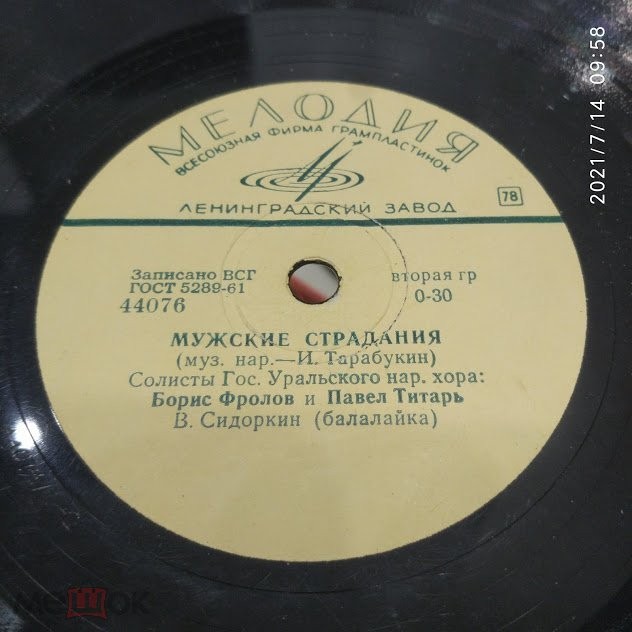 МЕЛОДИЯ
ВСЕСОЮЗНАЯ ФИРМА ГРАМПЛАСТИНОК
ЛЕНИНГРАДСКИЙ ЗАВОД
78
Записано ВСГ
ГОСТ 5289-61
44076
вторая гр
0-30
МУЖСКИЕ СТРАДАНИЯ
(муз. нар.—И. Тарабукин)
Солисты Гос. Уральского нар. хора:
Борис Фролов и Павел Титарь
В. Сидоркин (балалайка)
2021/7/14 09:58
МЕШОК